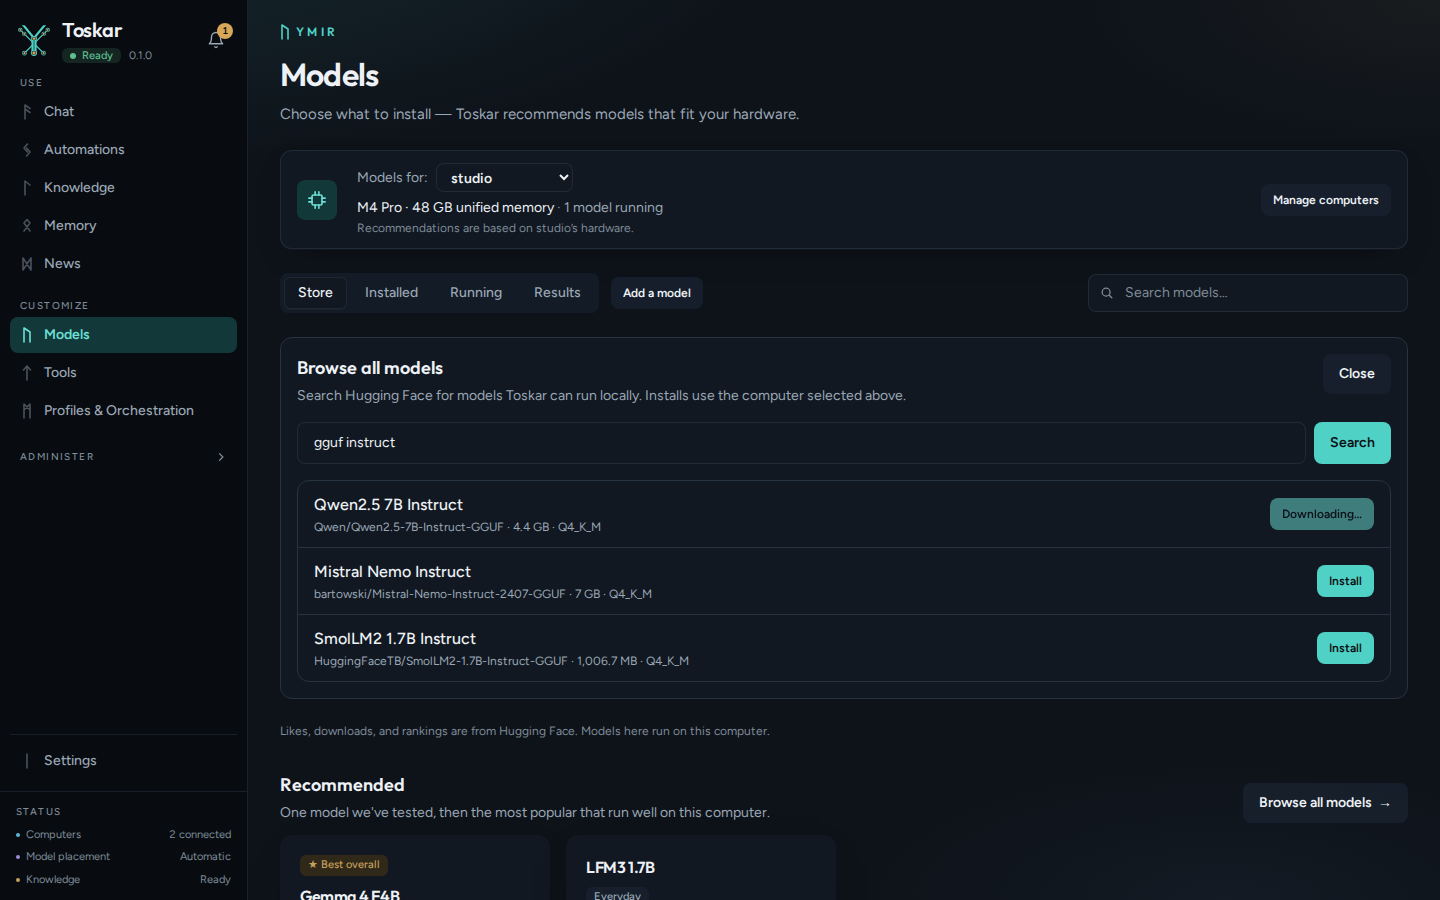 Toskar
Ready 0.1.0
1
USE
Chat
Automations
Knowledge
Memory
News
CUSTOMIZE
Models
Tools
Profiles & Orchestration
ADMINISTER
Settings
STATUS
Computers 2 connected
Model placement Automatic
Knowledge Ready
YMIR
Models
Choose what to install — Toskar recommends models that fit your hardware.
Models for: studio
M4 Pro · 48 GB unified memory · 1 model running
Recommendations are based on studio's hardware.
Manage computers
Store Installed Running Results Add a model Search models...
Browse all models
Search Hugging Face for models Toskar can run locally. Installs use the computer selected above.
Close
gguf instruct Search
Qwen2.5 7B Instruct
Qwen/Qwen2.5-7B-Instruct-GGUF · 4.4 GB · Q4_K_M
Downloading...
Mistral Nemo Instruct
bartowski/Mistral-Nemo-Instruct-2407-GGUF · 7 GB · Q4_K_M
Install
SmolLM2 1.7B Instruct
HuggingFaceTB/SmolLM2-1.7B-Instruct-GGUF · 1,006.7 MB · Q4_K_M
Install
Likes, downloads, and rankings are from Hugging Face. Models here run on this computer.
Recommended
One model we've tested, then the most popular that run well on this computer.
Browse all models →
★ Best overall
Gemma 4 E4B
LFM3 1.7B
Everyday